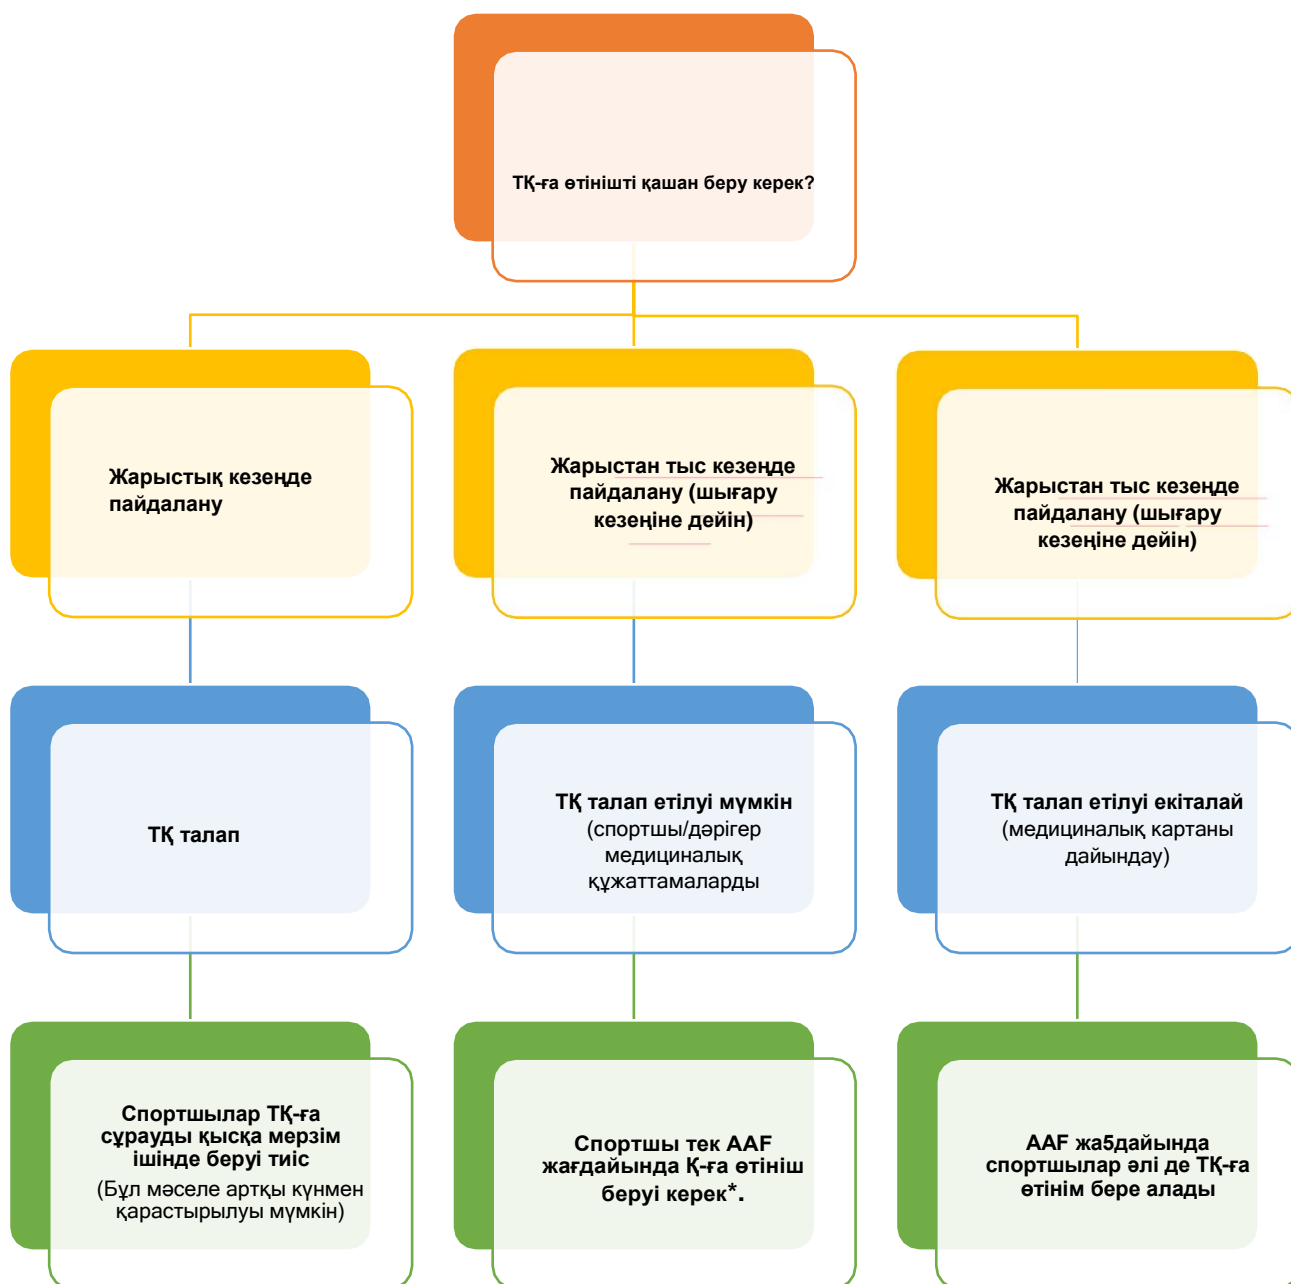 ТҚ-ға өтінішті қашан беру керек?
Жарыстық кезеңде
пайдалану
Жарыстан тыс кезеңде
пайдалану (шығару
кезеңіне дейін)
Жарыстан тыс кезеңде
пайдалану (шығару
кезеңіне дейін)
ТҚ талап
ТҚ талап етілуі мүмкін
(спортшы/дәрігер
медициналық
құжаттамаларды
ТҚ талап етілуі екіталай
(медициналық картаны
дайындау)
Спортшылар ТҚ-ға
сұрауды қысқа мерзім
ішінде беруі тиіс
(Бұл мәселе артқы күнмен
қарастырылуы мүмкін)
Спортшы тек AAF
жағдайында Қ-ға өтініш
беруі керек*.
AAF жа5дайында
спортшылар әлі де ТҚ-ға
өтінім бере алады